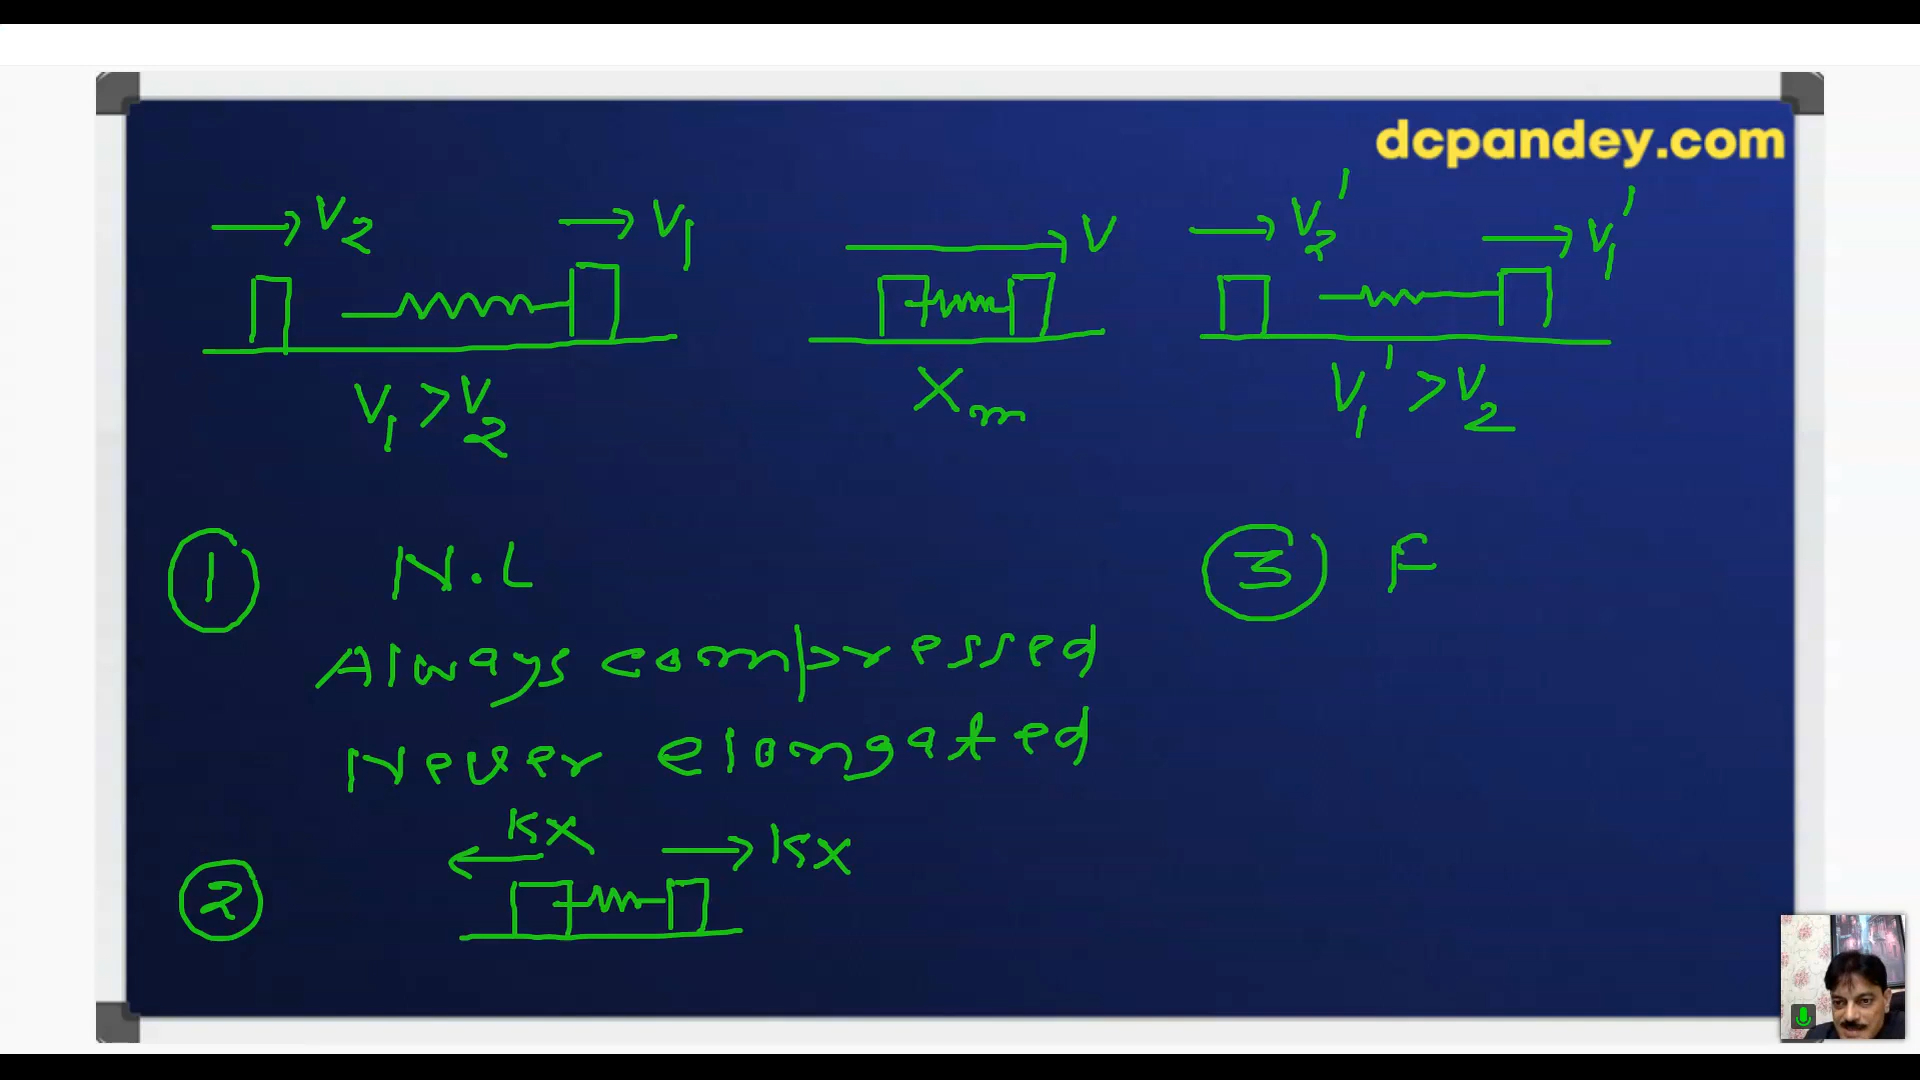 dcpandey.com
V2 V1 V V2' V1'
V1 > V2 Xm V1' > V2
1 N.L 3 F
Always compressed
Never elongated
KX KX
2